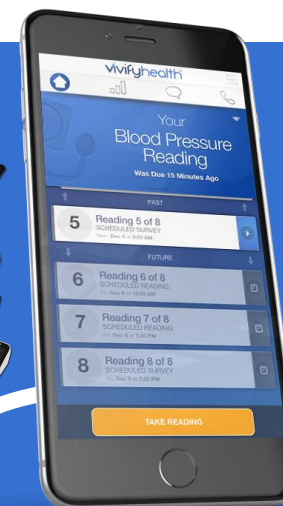 vivifyhealth
Your
Blood Pressure
Reading
Was Due 15 Minutes Ago
PAST
5
Reading 5 of 8
SCHEDULED SURVEY
FUTURE
6
Reading 6 of 8
SCHEDULED READING
7
Reading 7 of 8
SCHEDULED READING
8
Reading 8 of 8
SCHEDULED SURVEY
TAKE READING